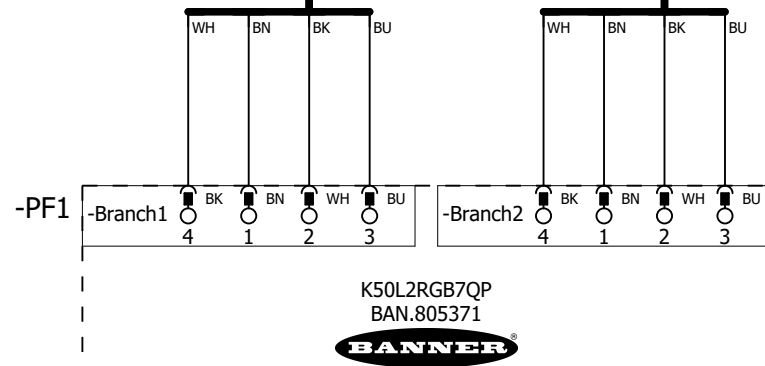 WH BN BK BU WH BN BK BU
-PF1 -Branch1 BK BN WH BU -Branch2 BK BN WH BU
4 1 2 3 4 1 2 3
K50L2RGB7QP
BAN.805371
BANNER®